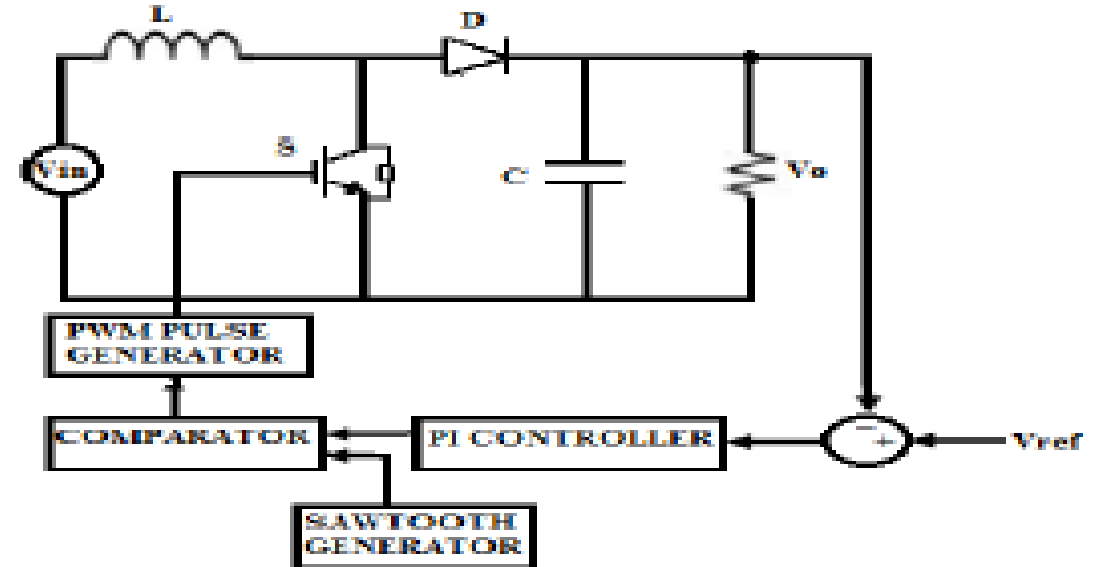 L
D
Vin
S
C
Vo
PWM PULSE
GENERATOR
COMPARATOR
PI CONTROLLER
−
+
Vref
SAWTOOTH
GENERATOR